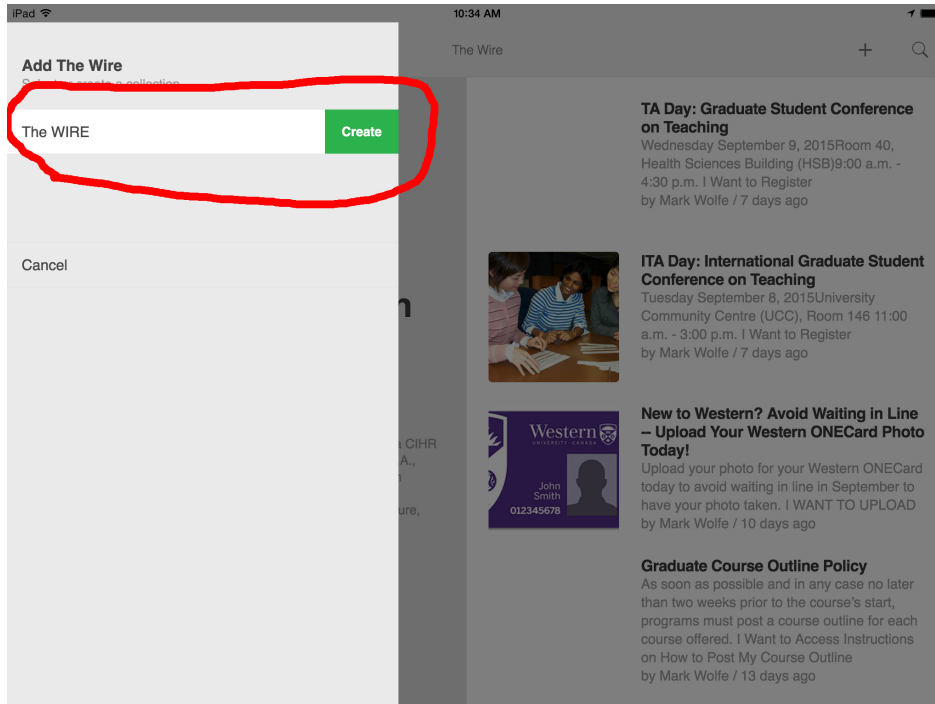 iPad
10:34 AM
Add The Wire
Select or create a collection
The WIRE
Create
Cancel
The Wire
n
a CIHR
A.,
n
ure,
TA Day: Graduate Student Conference
on Teaching
Wednesday September 9, 2015Room 40,
Health Sciences Building (HSB)9:00 a.m. -
4:30 p.m. I Want to Register
by Mark Wolfe / 7 days ago
ITA Day: International Graduate Student
Conference on Teaching
Tuesday September 8, 2015University
Community Centre (UCC), Room 146 11:00
a.m. - 3:00 p.m. I Want to Register
by Mark Wolfe / 7 days ago
Western
UNIVERSITY · CANADA
John
Smith
012345678
New to Western? Avoid Waiting in Line
– Upload Your Western ONECard Photo
Today!
Upload your photo for your Western ONECard
today to avoid waiting in line in September to
have your photo taken. I WANT TO UPLOAD
by Mark Wolfe / 10 days ago
Graduate Course Outline Policy
As soon as possible and in any case no later
than two weeks prior to the course's start,
programs must post a course outline for each
course offered. I Want to Access Instructions
on How to Post My Course Outline
by Mark Wolfe / 13 days ago